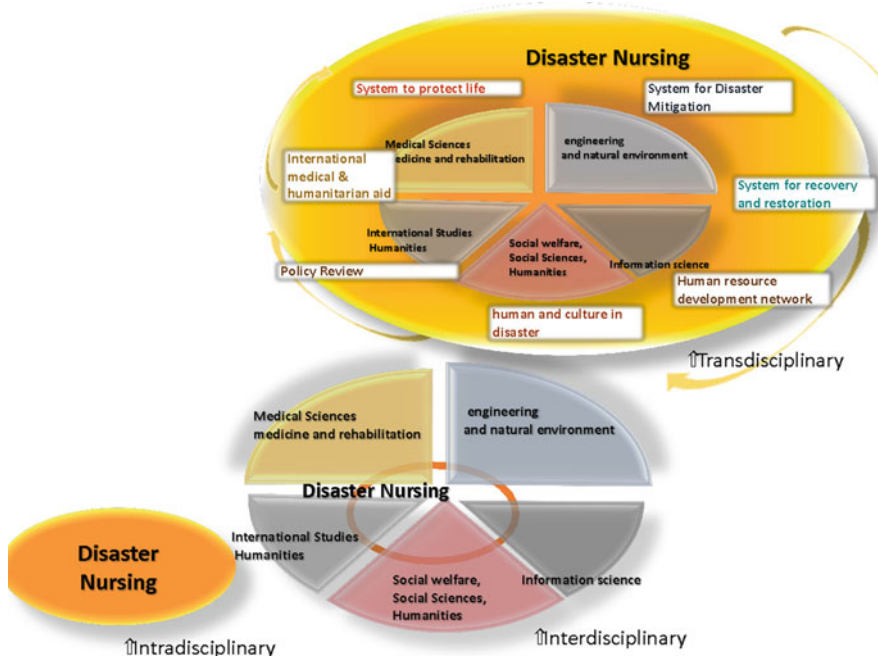 Disaster Nursing
System to protect life
System for Disaster
Mitigation
Medical Sciences
medicine and rehabilitation
engineering
and natural environment
International
medical &
humanitarian aid
System for recovery
and restoration
International Studies
Humanities
Social welfare,
Social Sciences,
Humanities
Information science
Policy Review
Human resource
development network
human and culture in
disaster
⇧Transdisciplinary
Medical Sciences
medicine and rehabilitation
engineering
and natural environment
Disaster Nursing
International Studies
Humanities
Social welfare,
Social Sciences,
Humanities
Information science
Disaster
Nursing
⇧Intradisciplinary
⇧Interdisciplinary